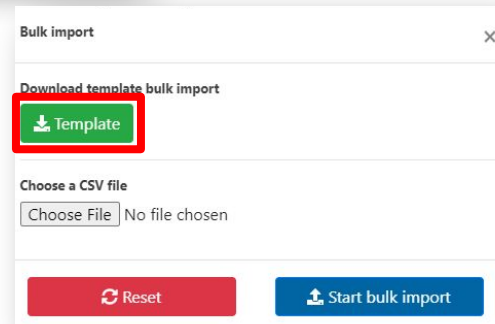 Bulk import
×
Download template bulk import
Template
Choose a CSV file
Choose File No file chosen
Reset Start bulk import